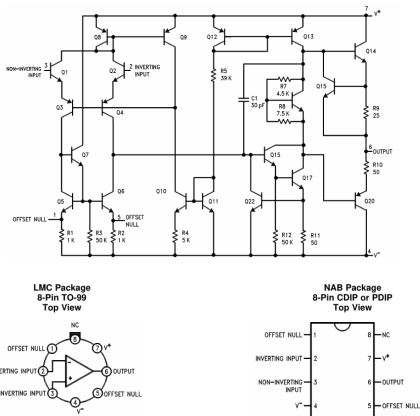 7
V+
Q8
Q9
Q12
Q13
Q14
3
NON-INVERTING
INPUT
Q1
2 INVERTING
INPUT
Q2
R5
39 K
R7
4.5 K
R8
7.5 K
C1
30 pF
Q15
R9
25
Q3
Q4
6
OUTPUT
R10
50
Q7
Q15
Q17
Q5
Q6
Q10
Q11
Q22
Q20
OFFSET NULL
1
5
OFFSET
NULL
R1
1 K
R3
50 K
R2
1 K
R4
5 K
R12
50 K
R11
50
4
V-
LMC Package
8-Pin TO-99
Top View
NC
8
OFFSET NULL
1
7
V+
ERTING INPUT
2
6
OUTPUT
INVERTING INPUT
3
5
OFFSET NULL
4
V-
NAB Package
8-Pin CDIP or PDIP
Top View
OFFSET NULL
1
8
NC
INVERTING INPUT
2
7
V+
NON-INVERTING
INPUT
3
6
OUTPUT
V-
4
5
OFFSET NULL